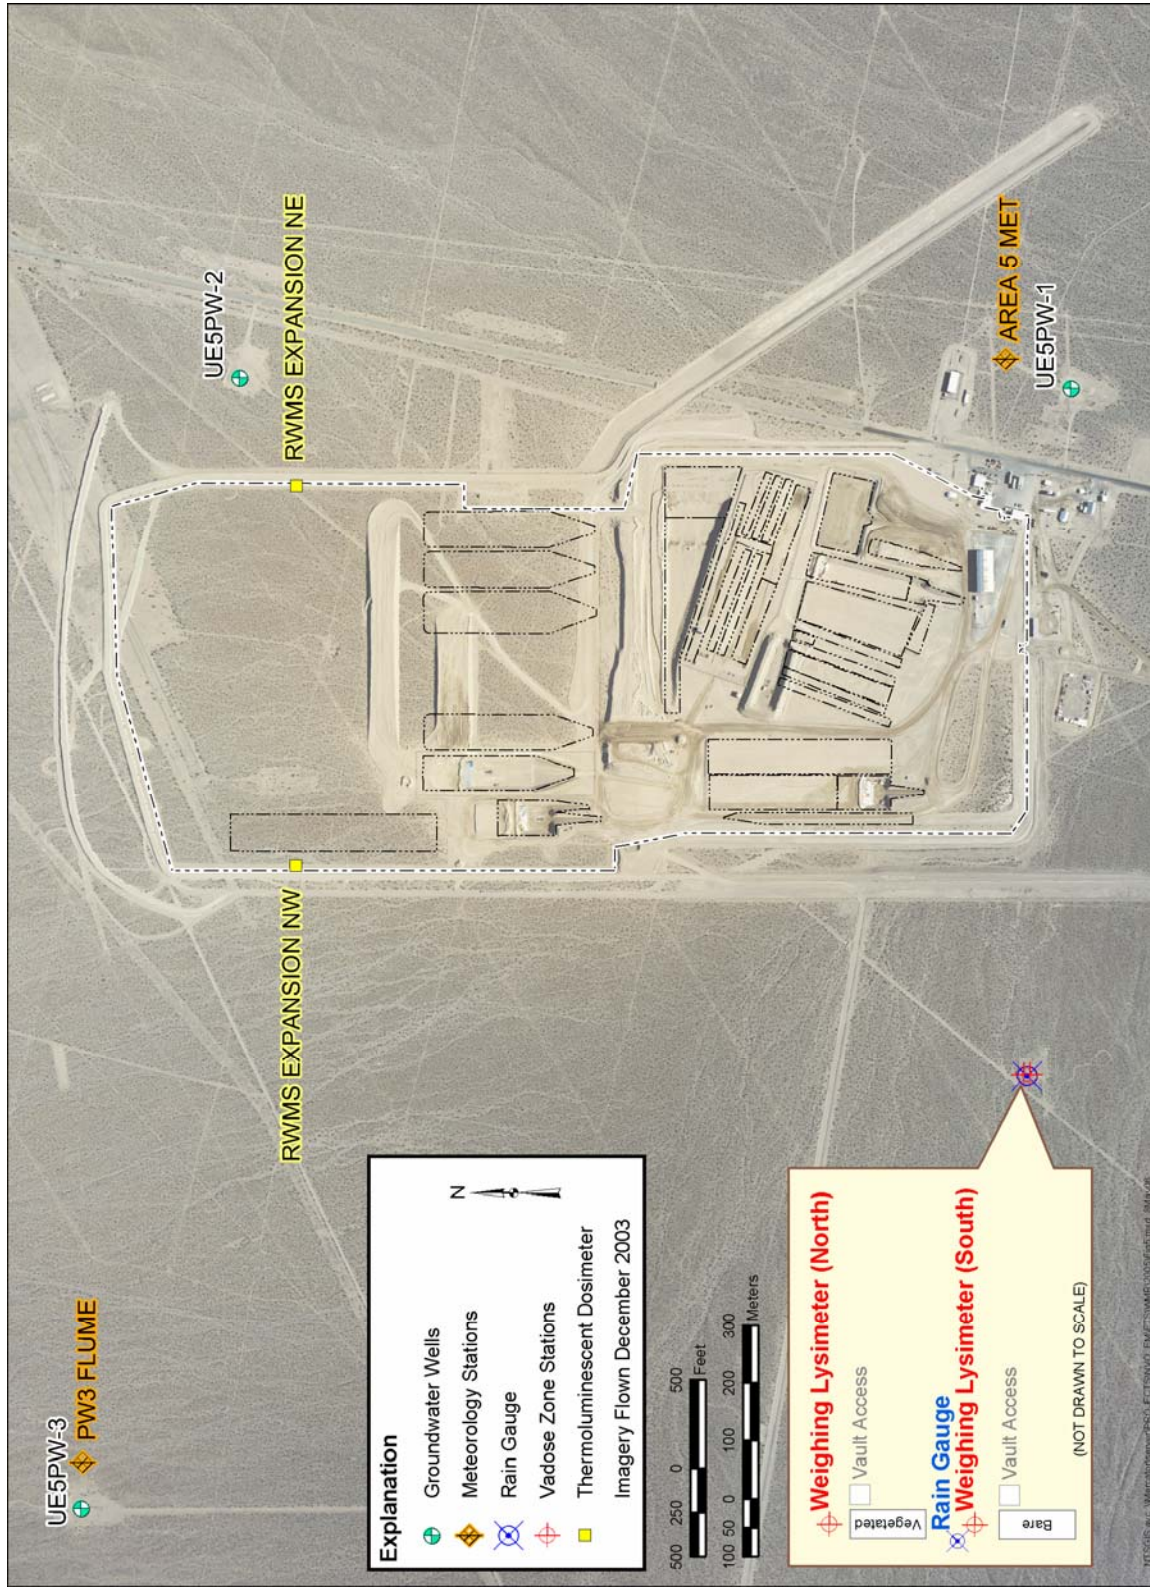 UE5PW-3
PW3 FLUME
RWMS EXPANSION NW
RWMS EXPANSION NE
UE5PW-2
AREA 5 MET
UE5PW-1
Explanation
Groundwater Wells
Meteorology Stations
Rain Gauge
Vadose Zone Stations
Thermoluminescent Dosimeter
Imagery Flown December 2003
N
500 250 0 500
Feet
100 50 0 100 200 300
Meters
Weighing Lysimeter (North)
Vegetated
Vault Access
Rain Gauge
Weighing Lysimeter (South)
Bare
Vault Access
(NOT DRAWN TO SCALE)